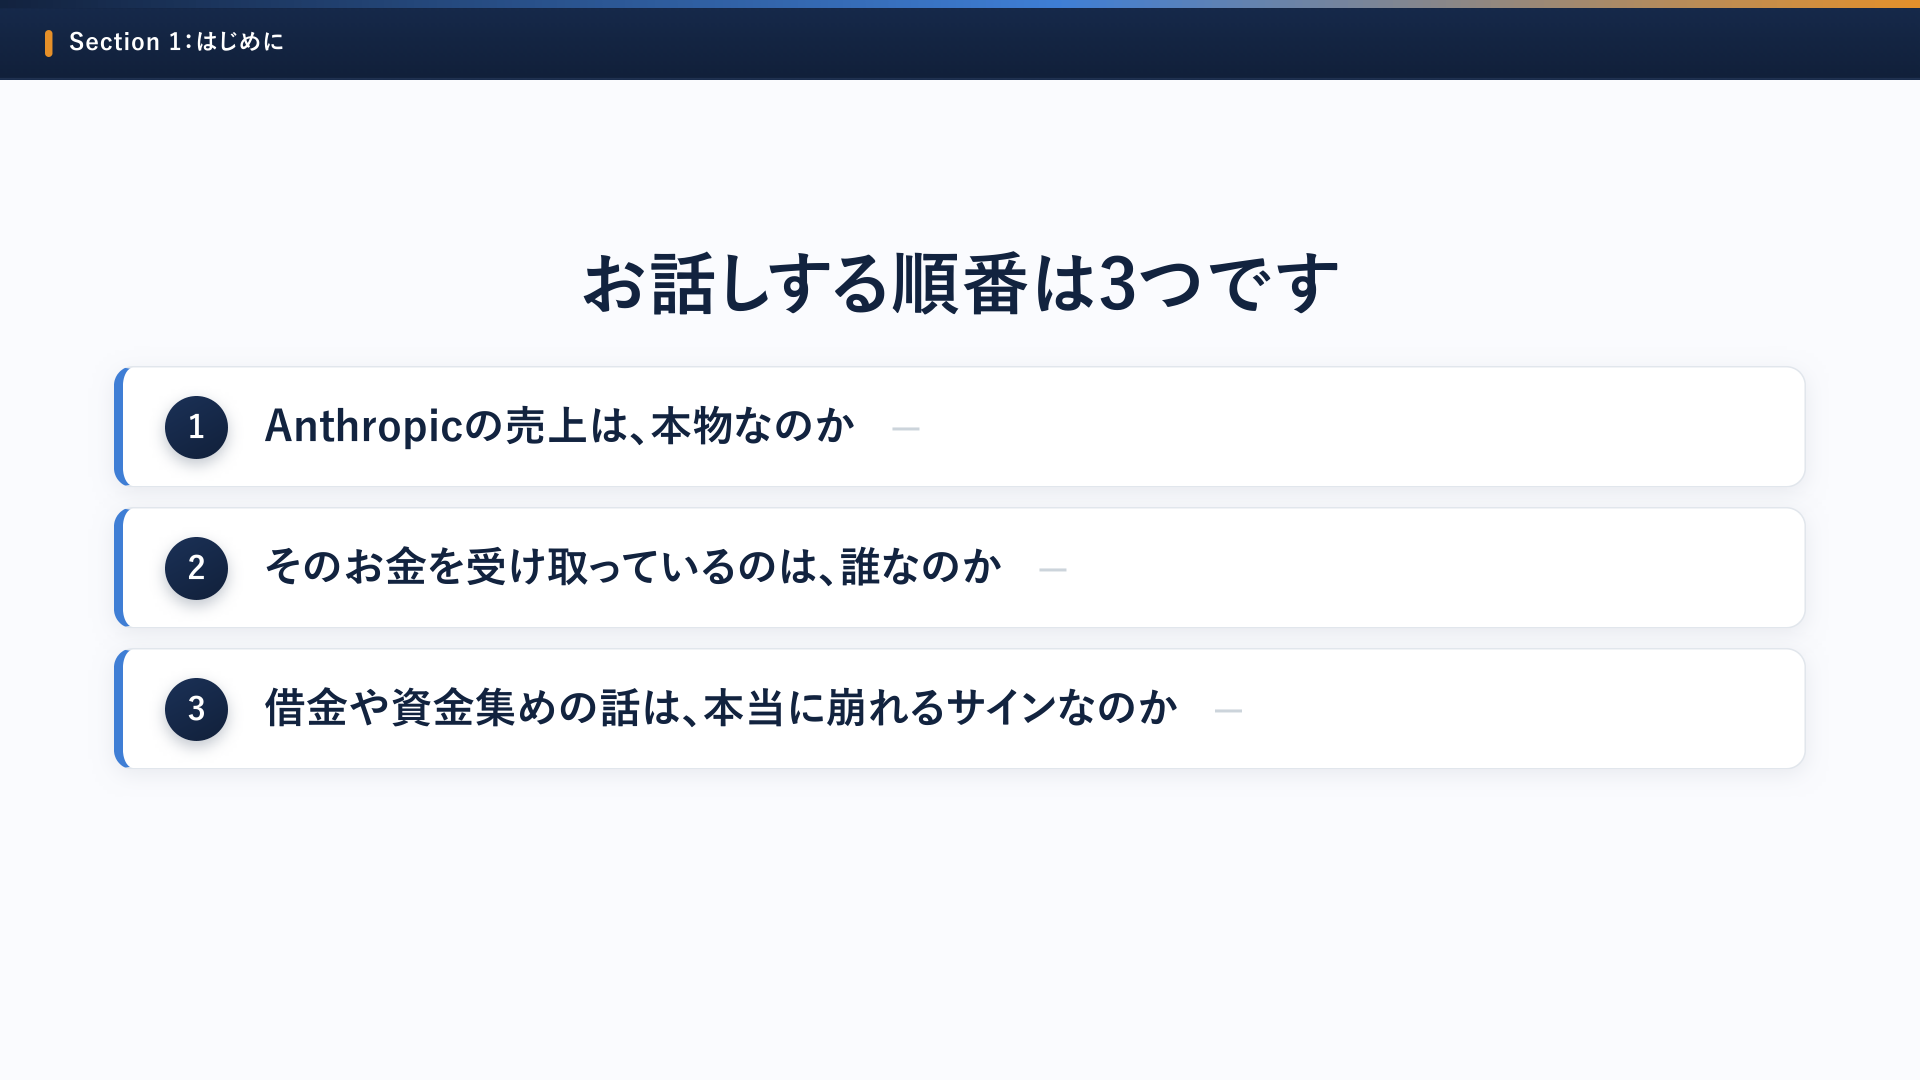 Section 1：はじめに
お話しする順番は3つです
1 Anthropicの売上は、本物なのか —
2 そのお金を受け取っているのは、誰なのか —
3 借金や資金集めの話は、本当に崩れるサインなのか —